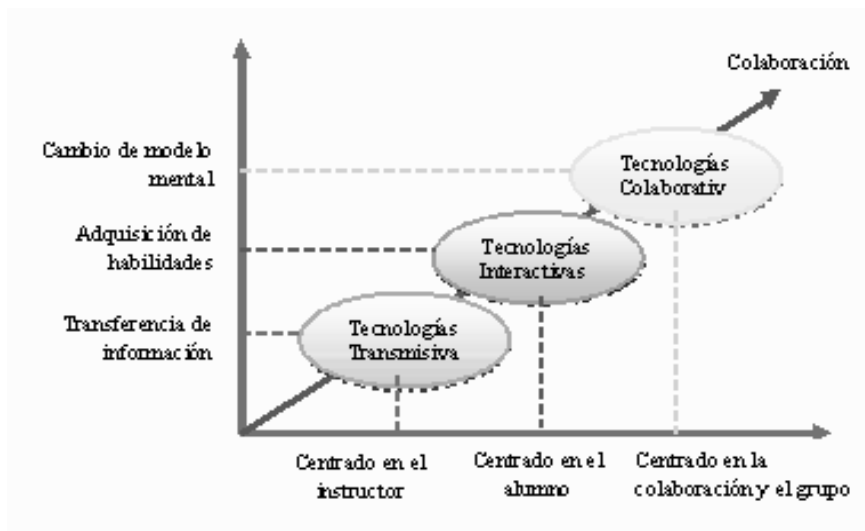 Colaboración
Cambio de modelo
mental
Tecnologías
Colaborativ
Adquisición de
habilidades
Tecnologías
Interactivas
Transferencia de
información
Tecnologías
Transmisiva
Centrado en el
instructor
Centrado en el
alumno
Centrado en la
colaboración y el grupo